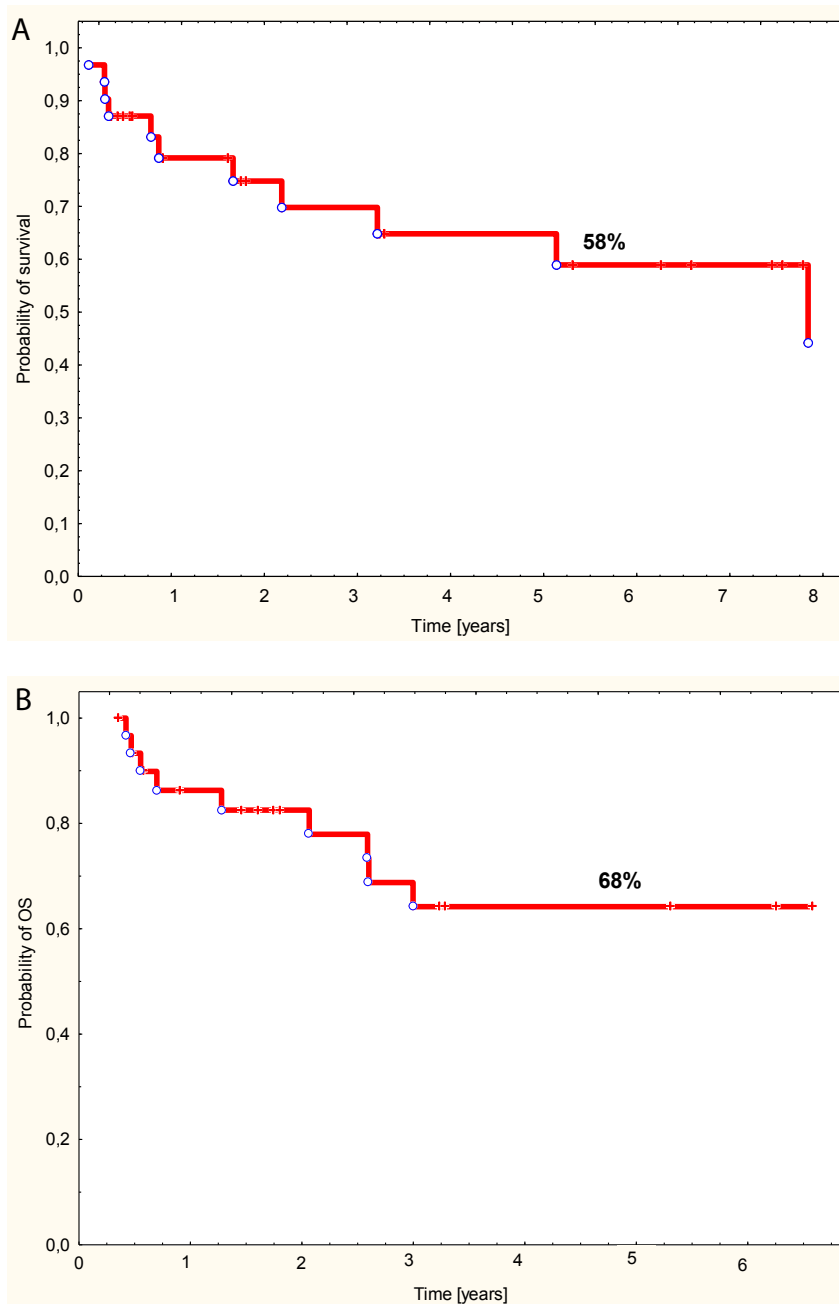 A
1,0
0,9
0,8
0,7
0,6
0,5
0,4
0,3
0,2
0,1
0,0
Probability of survival
58%
0 1 2 3 4 5 6 7 8
Time [years]
B
1,0
0,8
0,6
0,4
0,2
0,0
Probability of OS
68%
0 1 2 3 4 5 6
Time [years]